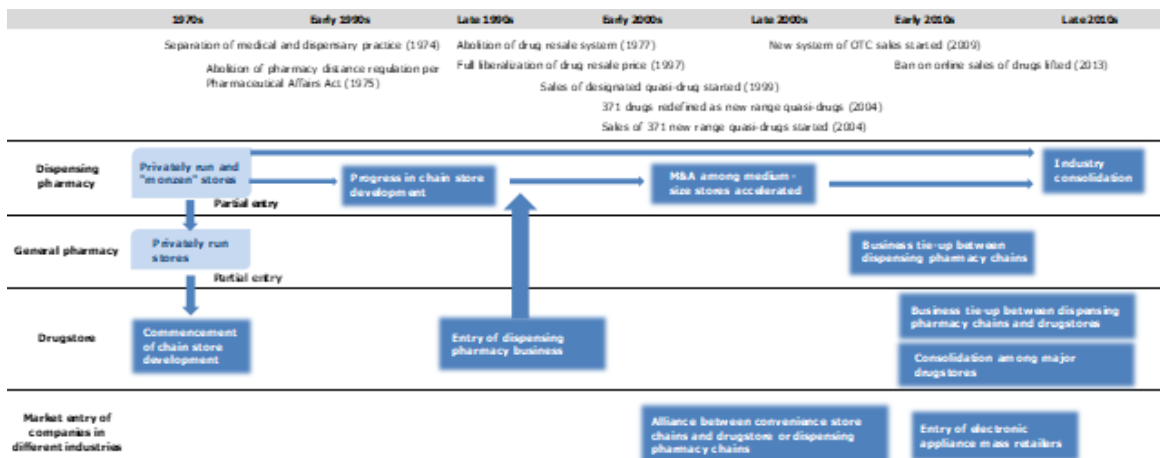 1970s
Early 1990s
Late 1990s
Early 2000s
Late 2000s
Early 2010s
Late 2010s
Separation of medical and dispensary practice (1974)
Abolition of pharmacy distance regulation per
Pharmaceutical Affairs Act (1975)
Abolition of drug resale system (1977)
Full liberalization of drug resale price (1997)
Sales of designated quasi-drug started (1999)
371 drugs redefined as new range quasi-drugs (2004)
Sales of 371 new range quasi-drugs started (2004)
New system of OTC sales started (2009)
Ban on online sales of drugs lifted (2013)
Dispensing
pharmacy
Privately run and
"monzen" stores
Progress in chain store
development
M&A among medium -
size stores accelerated
Industry
consolidation
Partial entry
General pharmacy
Privately run
stores
Business tie-up between
dispensing pharmacy chains
Partial entry
Drugstore
Commencement
of chain store
development
Entry of dispensing
pharmacy business
Business tie-up between dispensing
pharmacy chains and drugstores
Consolidation among major
drugstores
Market entry of
companies in
different industries
Alliance between convenience store
chains and drugstore or dispensing
pharmacy chains
Entry of electronic
appliance mass retailers